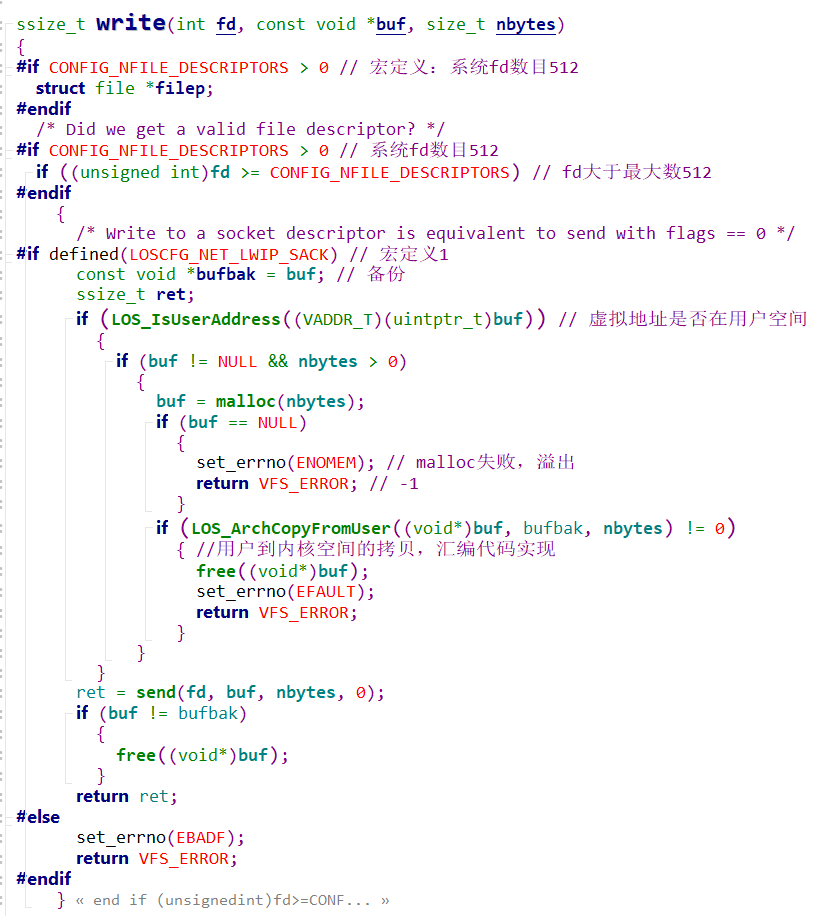 ssize_t write(int fd, const void *buf, size_t nbytes)
{
#if CONFIG_NFILE_DESCRIPTORS > 0 // 宏定义：系统fd数目512
  struct file *filep;
#endif
  /* Did we get a valid file descriptor? */
#if CONFIG_NFILE_DESCRIPTORS > 0 // 系统fd数目512
  if ((unsigned int)fd >= CONFIG_NFILE_DESCRIPTORS) // fd大于最大数512
#endif
    {
      /* Write to a socket descriptor is equivalent to send with flags == 0 */
#if defined(LOSCFG_NET_LWIP_SACK) // 宏定义1
      const void *bufbak = buf; // 备份
      ssize_t ret;
      if (LOS_IsUserAddress((VADDR_T)(uintptr_t)buf)) // 虚拟地址是否在用户空间
        {
          if (buf != NULL && nbytes > 0)
            {
              buf = malloc(nbytes);
              if (buf == NULL)
                {
                  set_errno(ENOMEM); // malloc失败，溢出
                  return VFS_ERROR; // -1
                }
              if (LOS_ArchCopyFromUser((void*)buf, bufbak, nbytes) != 0)
                { //用户到内核空间的拷贝，汇编代码实现
                  free((void*)buf);
                  set_errno(EFAULT);
                  return VFS_ERROR;
                }
            }
        }
      ret = send(fd, buf, nbytes, 0);
      if (buf != bufbak)
        {
          free((void*)buf);
        }
      return ret;
#else
      set_errno(EBADF);
      return VFS_ERROR;
#endif
    } « end if (unsignedint)fd>=CONF... »